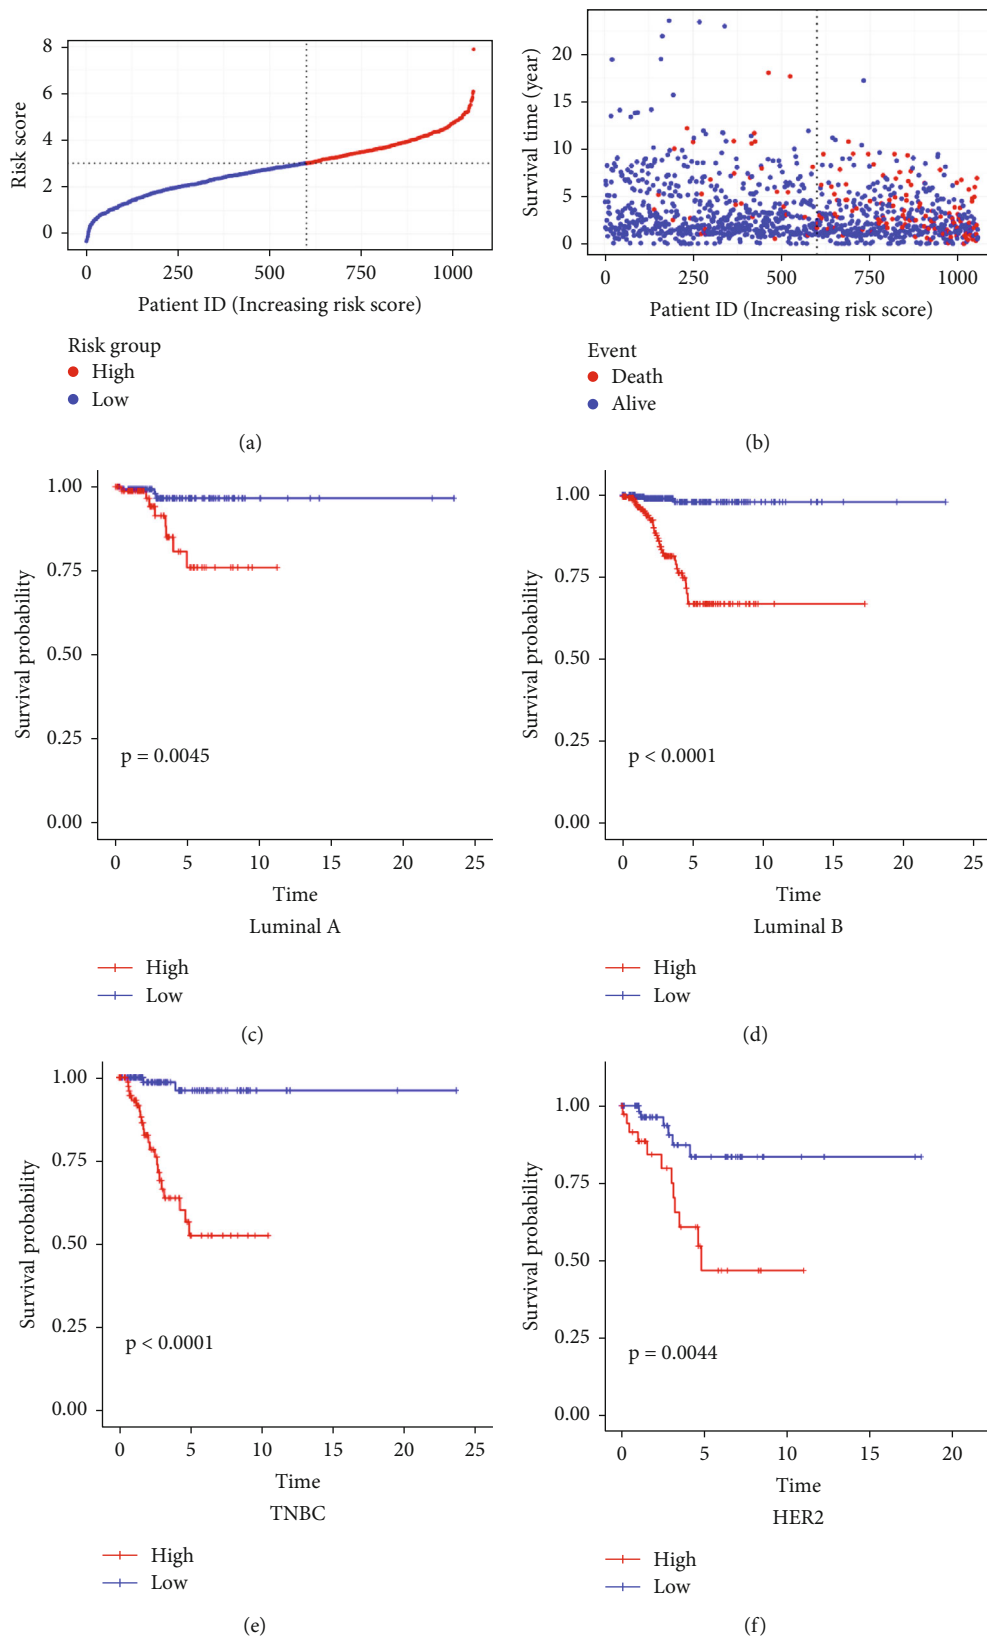 8
6
4
2
0
Risk score
0 250 500 750 1000
Patient ID (Increasing risk score)
Risk group
High
Low
(a)
20
15
10
5
0
Survival time (year)
0 250 500 750 1000
Patient ID (Increasing risk score)
Event
Death
Alive
(b)
1.00
0.75
0.50
0.25
0.00
Survival probability
p = 0.0045
0 5 10 15 20 25
Time
Luminal A
High
Low
(c)
1.00
0.75
0.50
0.25
0.00
Survival probability
p < 0.0001
0 5 10 15 20 25
Time
Luminal B
High
Low
(d)
1.00
0.75
0.50
0.25
0.00
Survival probability
p < 0.0001
0 5 10 15 20 25
Time
TNBC
High
Low
(e)
1.00
0.75
0.50
0.25
0.00
Survival probability
p = 0.0044
0 5 10 15 20
Time
HER2
High
Low
(f)